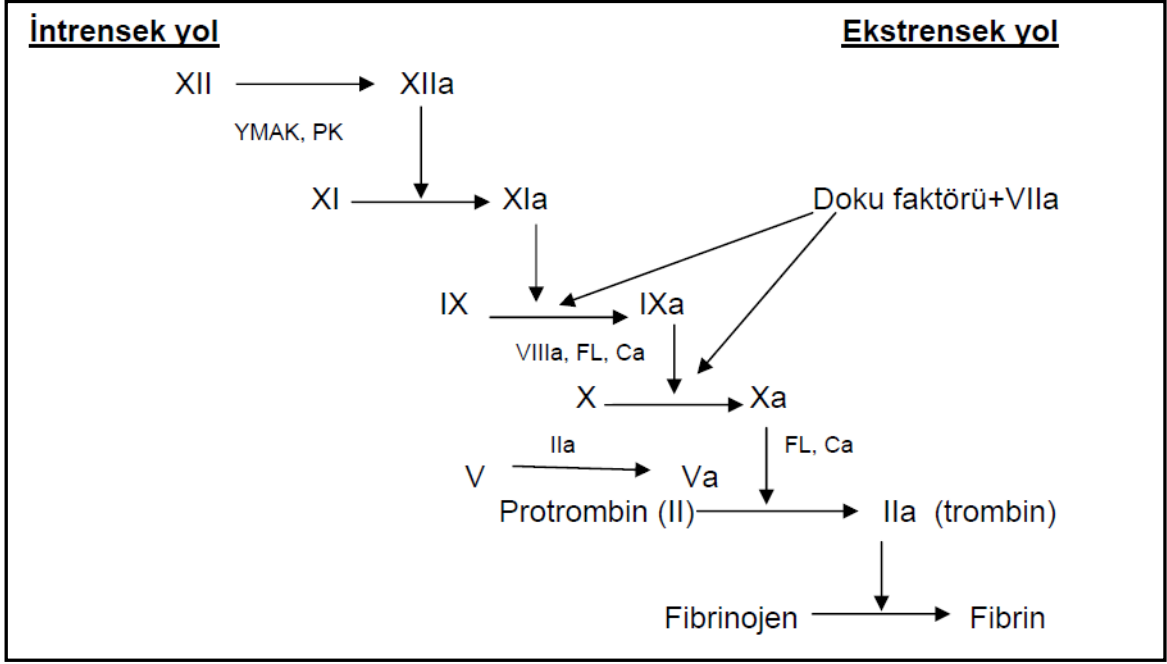 İntrensek yol Ekstrensek yol
XII XIIa
YMAK, PK
XI XIa Doku faktörü+VIIa
IX IXa
VIIIa, FL, Ca
X Xa
IIa FL, Ca
V Va
Protrombin (II) IIa (trombin)
Fibrinojen Fibrin